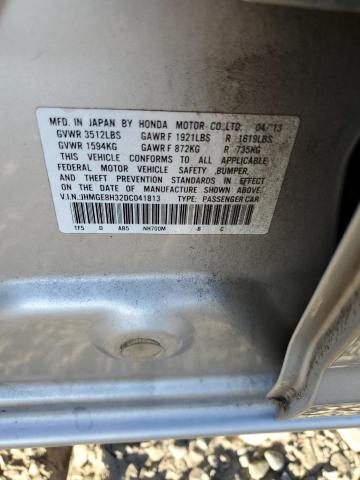 MFD. IN JAPAN BY HONDA MOTOR CO.,LTD. 04/'13
GVWR 3512LBS GAWR F 1921LBS R 1619LBS
GVWR 1594KG GAWR F 872KG R 735KG
THIS VEHICLE CONFORMS TO ALL APPLICABLE
FEDERAL MOTOR VEHICLE SAFETY ,BUMPER,
AND THEFT PREVENTION STANDARDS IN EFFECT
ON THE DATE OF MANUFACTURE SHOWN ABOVE.
V.I.N.:JHMGE8H32DC041813 TYPE: PASSENGER CAR
TF5 D AB5 NH700M B C